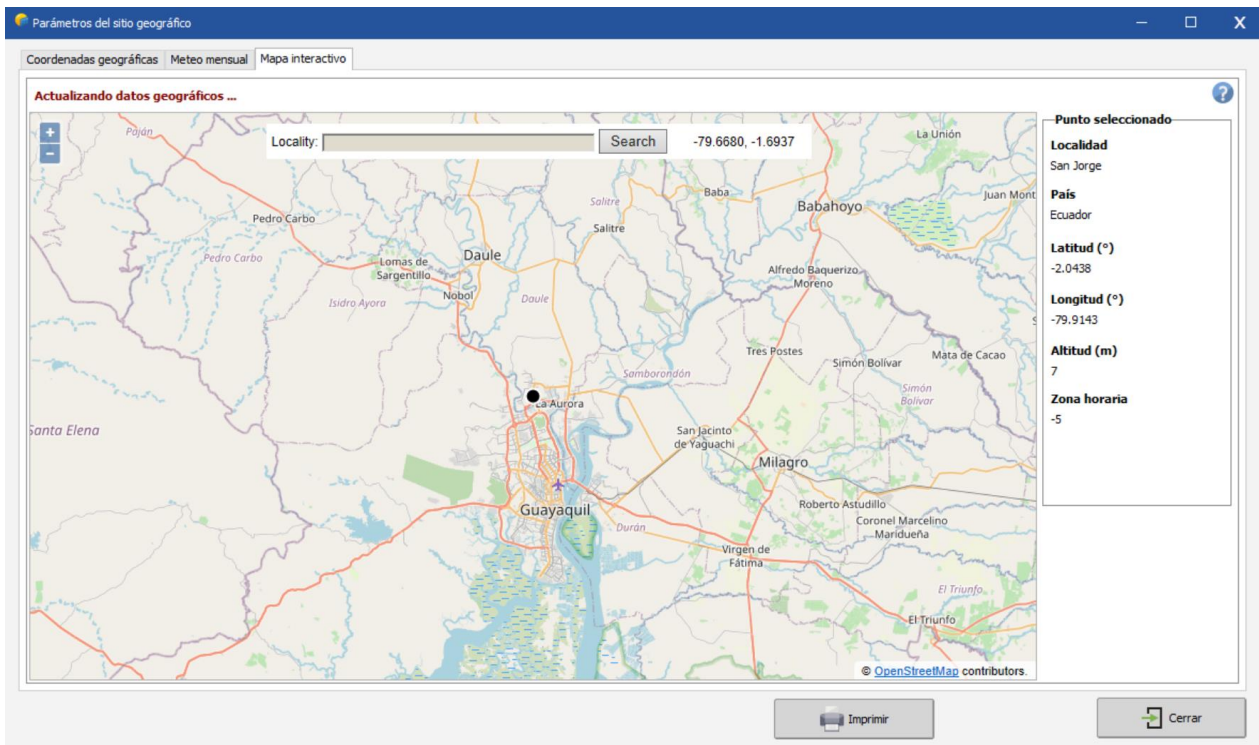 Parámetros del sitio geográfico
Coordenadas geográficas Meteo mensual Mapa interactivo
Actualizando datos geográficos ...
?
+
−
Locality: Search -79.6680, -1.6937
Paján
La Unión
Baba
Babahoyo
Juan Mont
Salitre
Pedro Carbo
Salitre
Pedro Carbo
Daule
Lomas de
Sargentillo
Alfredo Baquerizo
Moreno
Nobol
Daule
Isidro Ayora
Tres Postes
Simón Bolívar
Mata de Cacao
Samborondón
Simón
Bolívar
La Aurora
Santa Elena
San Jacinto
de Yaguachi
Milagro
Guayaquil
Roberto Astudillo
Coronel Marcelino
Maridueña
Durán
Virgen de
Fátima
El Triunfo
El Triunfo
© OpenStreetMap contributors.
Punto seleccionado
Localidad
San Jorge
País
Ecuador
Latitud (°)
-2.0438
Longitud (°)
-79.9143
Altitud (m)
7
Zona horaria
-5
Imprimir
Cerrar